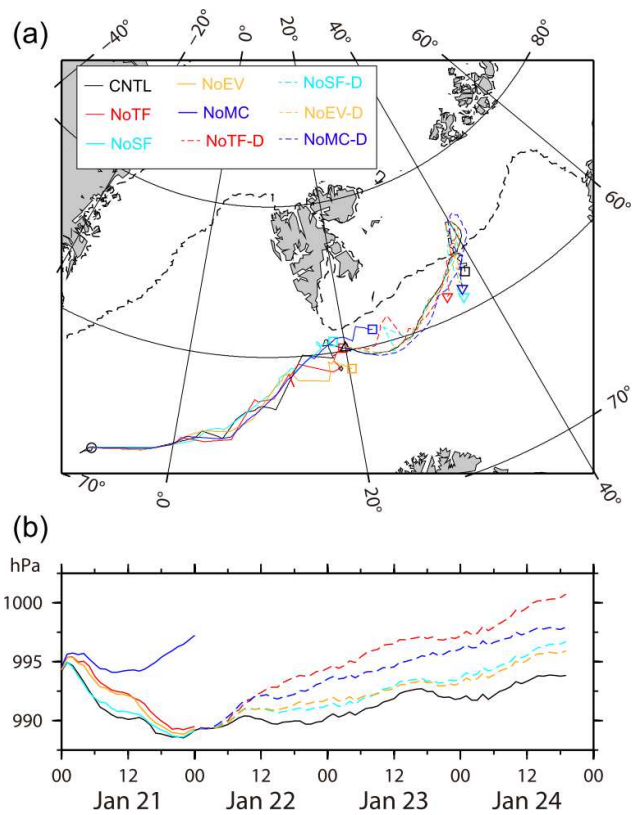 (a)
−40° −20° 0° 20° 40° 60° 80°
CNTL NoEV NoSF-D
NoTF NoMC NoEV-D
NoSF NoTF-D NoMC-D
60°
70°
70° 0° 20° 40°
(b)
hPa
1000
995
990
00 12 00 12 00 12 00 12 00
Jan 21 Jan 22 Jan 23 Jan 24